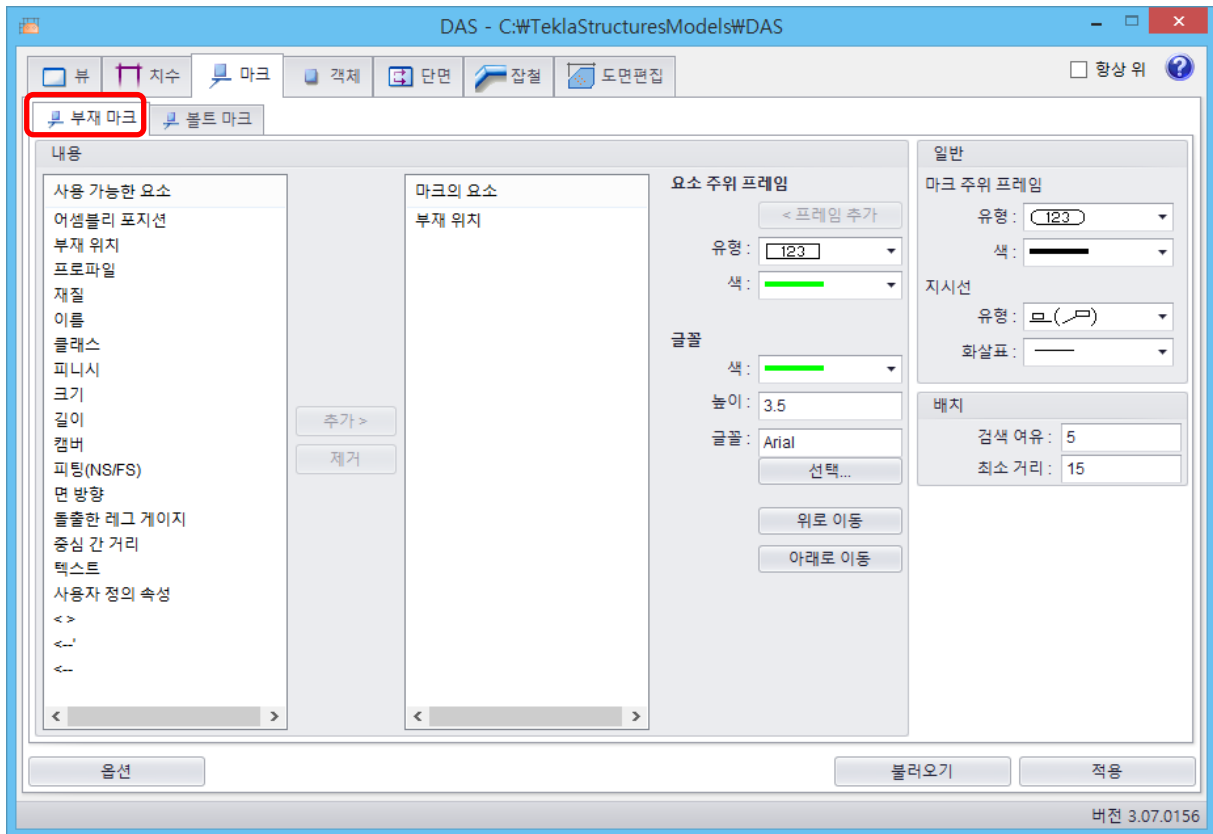 DAS - C:₩TeklaStructuresModels₩DAS
뷰 치수 마크 객체 단면 잡철 도면편집 항상 위
부재 마크 볼트 마크
내용
사용 가능한 요소
어셈블리 포지션
부재 위치
프로파일
재질
이름
클래스
피니시
크기
길이
캠버
피팅(NS/FS)
면 방향
돌출한 레그 게이지
중심 간 거리
텍스트
사용자 정의 속성
< >
<--'
<--
추가 >
제거
마크의 요소
부재 위치
요소 주위 프레임
< 프레임 추가
유형 : 123
색 :
글꼴
색 :
높이 : 3.5
글꼴 : Arial
선택...
위로 이동
아래로 이동
일반
마크 주위 프레임
유형 : 123
색 :
지시선
유형 :
화살표 :
배치
검색 여유 : 5
최소 거리 : 15
옵션 불러오기 적용
버전 3.07.0156